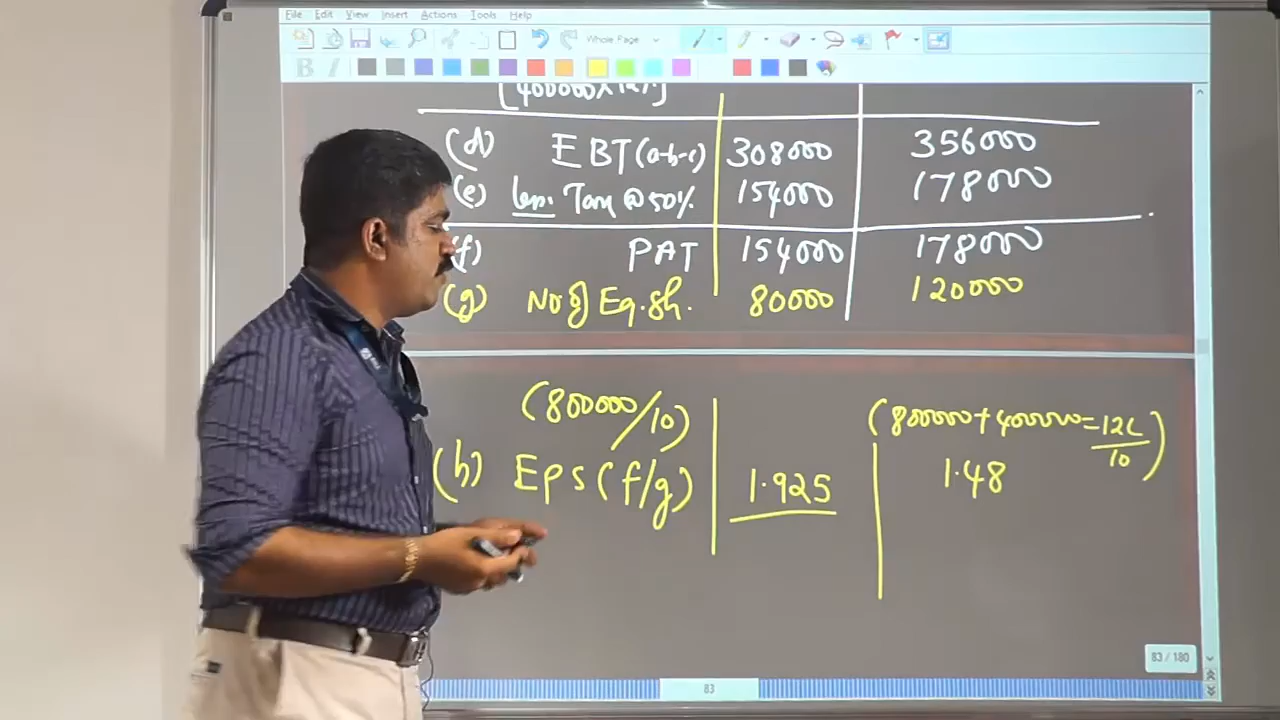 File Edit View Insert Actions Tools Help
Whole Page
[400000x12%]
(d) EBT (a-b-c) 308000 356000
(e) Less: Tax @ 50% 154000 178000
(f) PAT 154000 178000
(g) No of Eq. sh. 80000 120000
(800000/10) (800000+400000=12L/10)
(h) Eps (f/g) 1.925 1.48
83 / 180
83